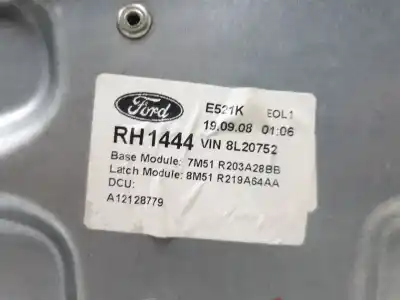 Ford
E521K EOL1
19.09.08 01:06
RH1444 VIN 8L20752
Base Module: 7M51 R203A28BB
Latch Module: 8M51 R219A64AA
DCU:
A12128779